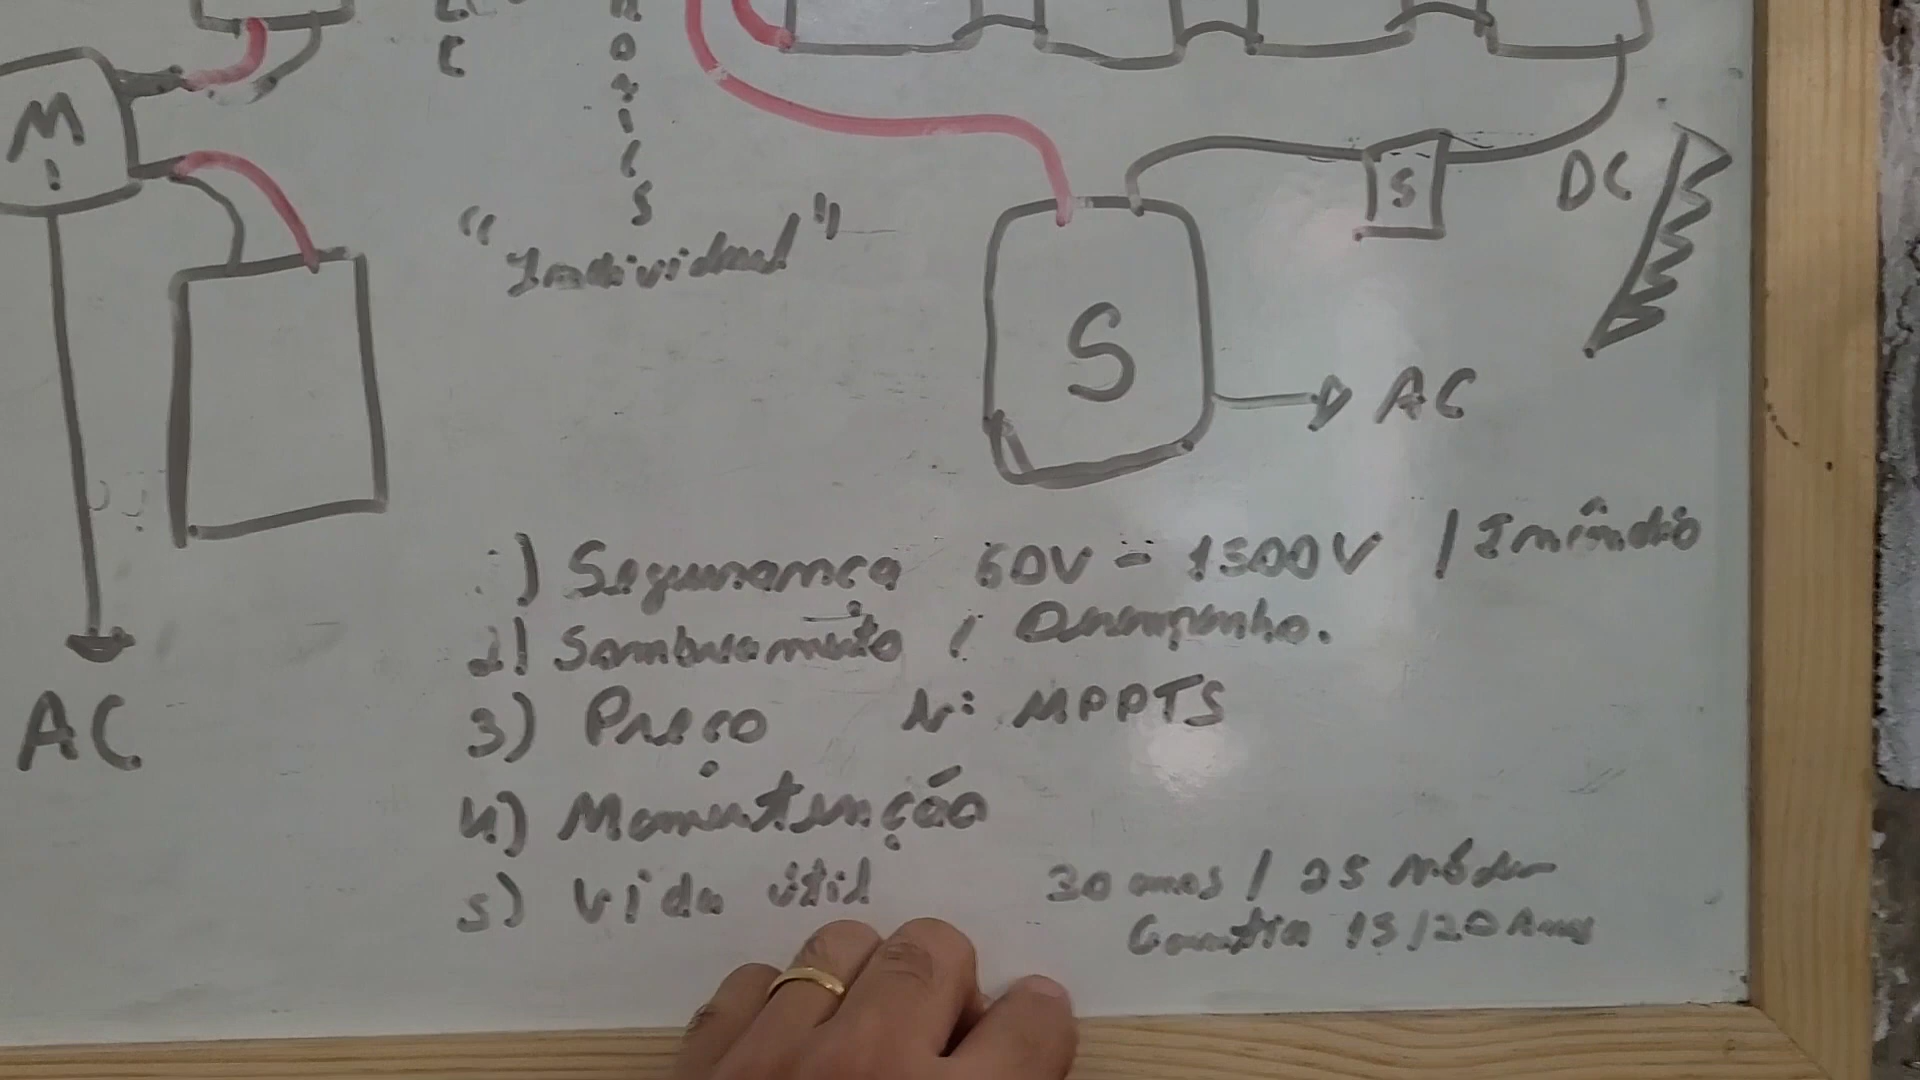 M
"Individual"
S
DC
S
AC
AC
1) Segurança 60V - 1500V / Incêndio
2) Sombreamento / Desempenho.
3) Preço Nº MPPTS
4) Manutenção
5) Vida útil 30 anos / 25 Módu
Garantia 15/20 Anos